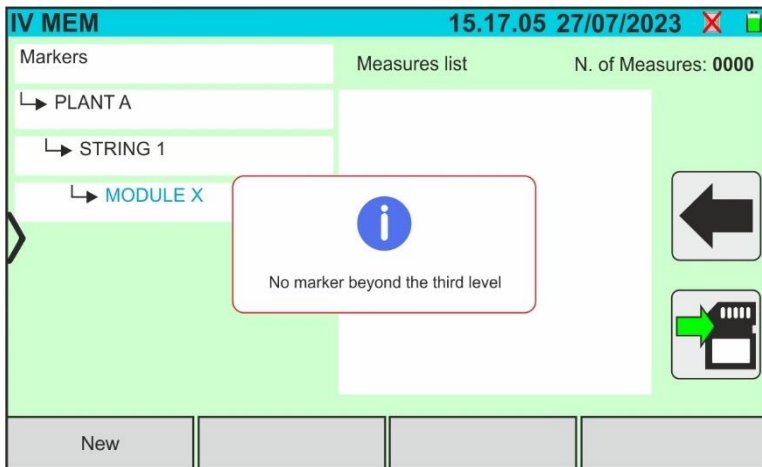 IV MEM 15.17.05 27/07/2023
Markers
Measures list N. of Measures: 0000
PLANT A
STRING 1
MODULE X
No marker beyond the third level
New